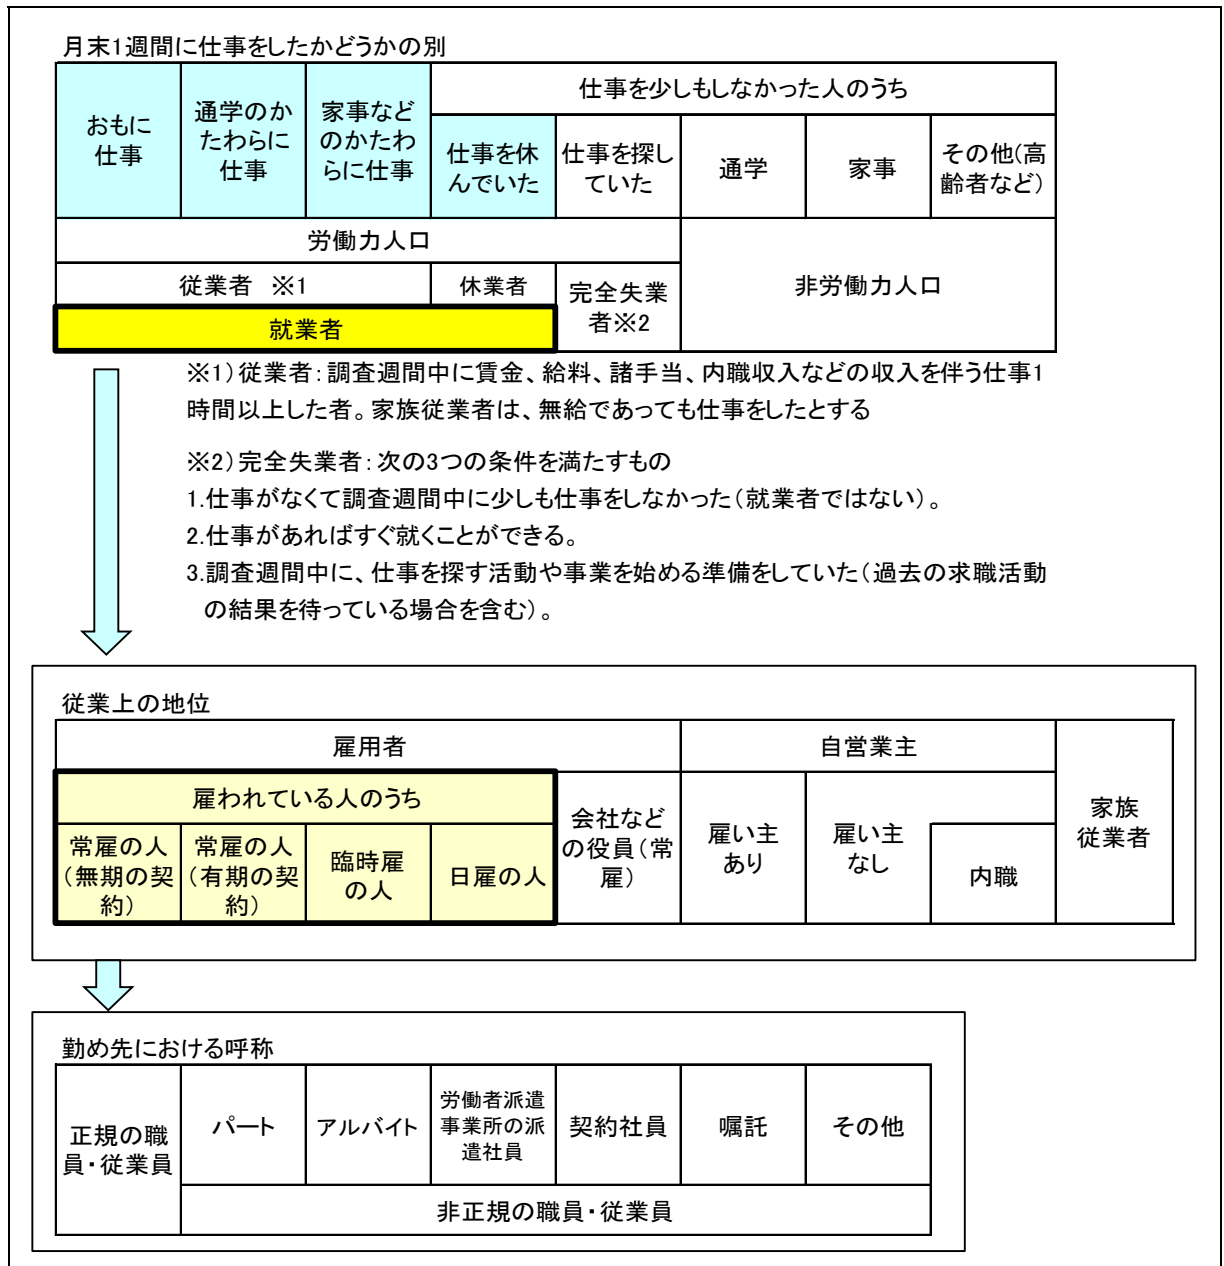 月末1週間に仕事をしたかどうかの別
おもに
仕事
通学のか
たわらに
仕事
家事など
のかたわ
らに仕事
仕事を少しもしなかった人のうち
仕事を休
んでいた
仕事を探し
ていた
通学
家事
その他(高
齢者など)
労働力人口
非労働力人口
従業者 ※1
休業者
完全失業
者※2
就業者
※1)従業者:調査週間中に賃金、給料、諸手当、内職収入などの収入を伴う仕事1
時間以上した者。家族従業者は、無給であっても仕事をしたとする
※2)完全失業者:次の3つの条件を満たすもの
1.仕事がなくて調査週間中に少しも仕事をしなかった(就業者ではない)。
2.仕事があればすぐ就くことができる。
3.調査週間中に、仕事を探す活動や事業を始める準備をしていた(過去の求職活動
の結果を待っている場合を含む)。
従業上の地位
雇用者
自営業主
家族
従業者
雇われている人のうち
会社など
の役員(常
雇)
雇い主
あり
雇い主
なし
内職
常雇の人
(無期の契
約)
常雇の人
(有期の契
約)
臨時雇
の人
日雇の人
勤め先における呼称
正規の職
員・従業員
パート
アルバイト
労働者派遣
事業所の派
遣社員
契約社員
嘱託
その他
非正規の職員・従業員